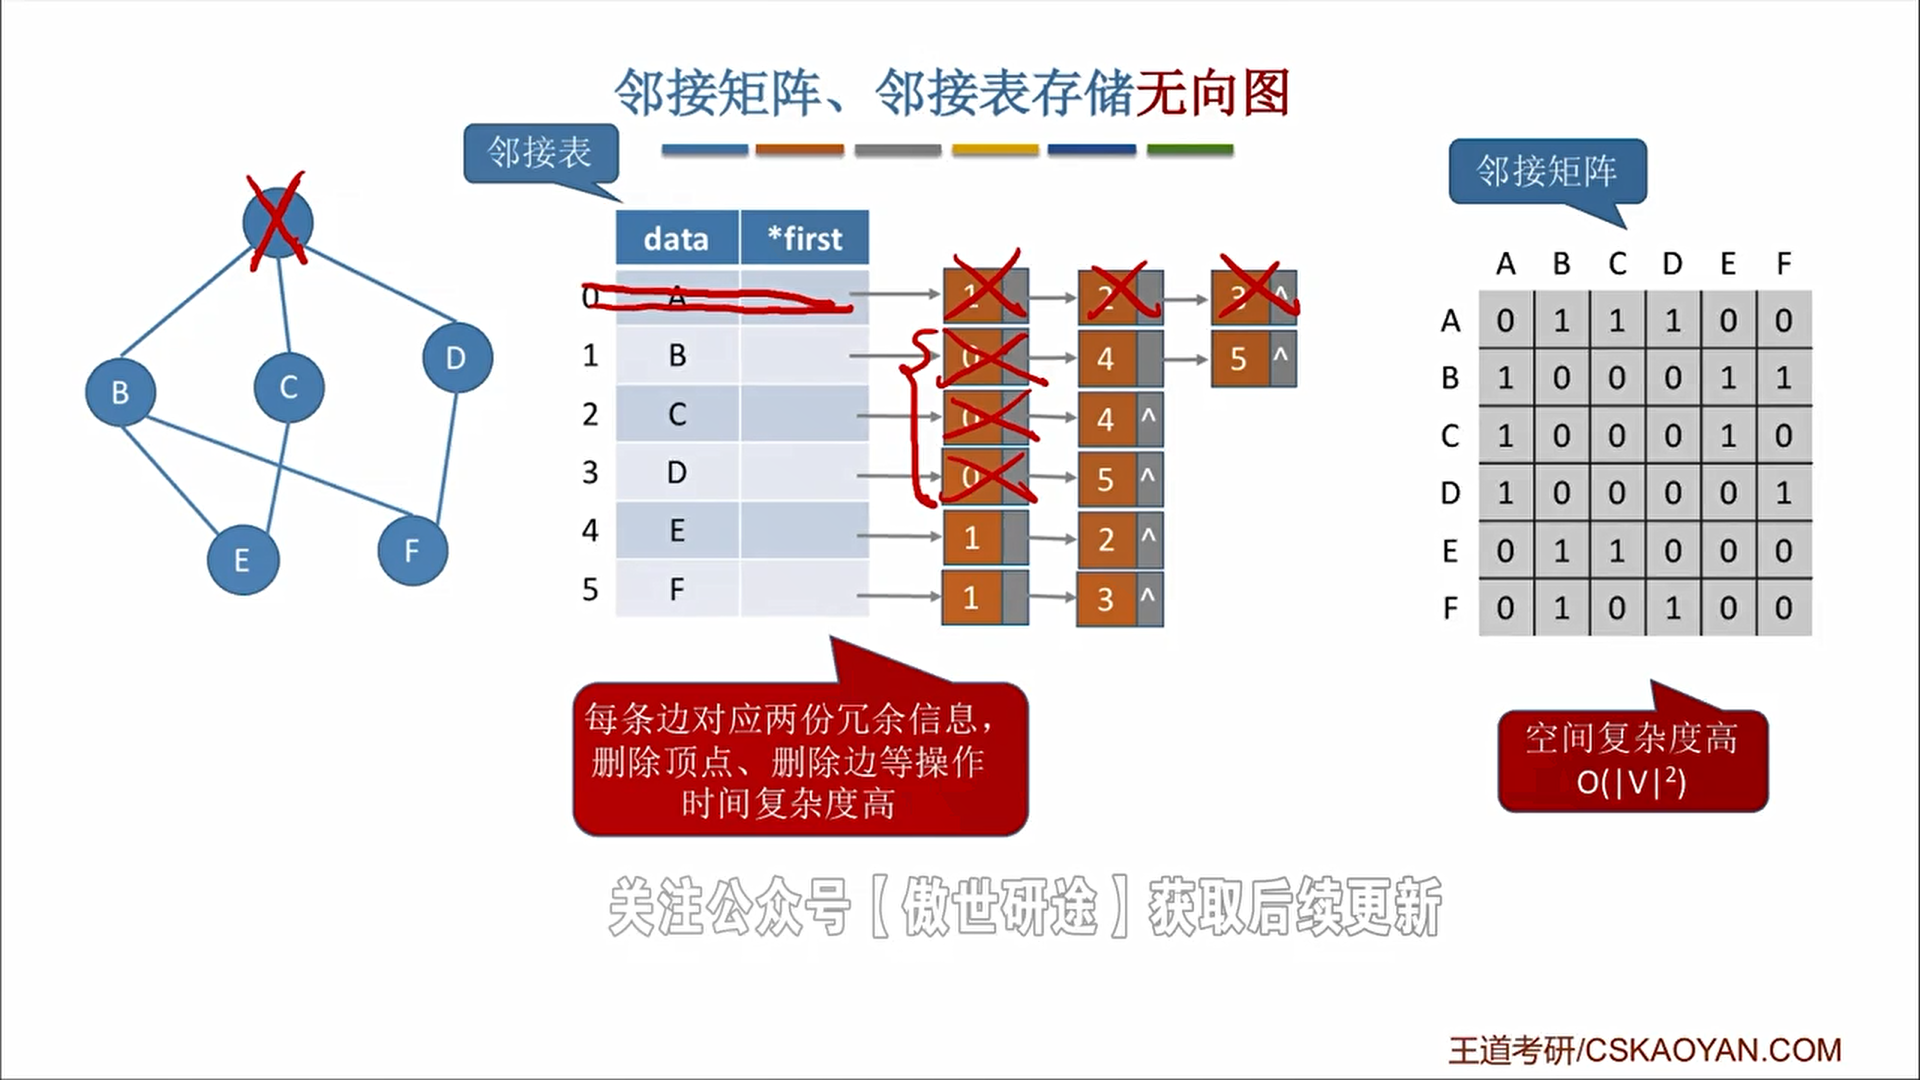 邻接矩阵、邻接表存储无向图
邻接表
邻接矩阵
B
C
D
E
F
data *first
0 A 1 2 3 ^
1 B 0 4 5 ^
2 C 0 4 ^
3 D 0 5 ^
4 E 1 2 ^
5 F 1 3 ^
A B C D E F
A 0 1 1 1 0 0
B 1 0 0 0 1 1
C 1 0 0 0 1 0
D 1 0 0 0 0 1
E 0 1 1 0 0 0
F 0 1 0 1 0 0
每条边对应两份冗余信息，
删除顶点、删除边等操作
时间复杂度高
空间复杂度高
O(|V|²)
关注公众号【傲世研途】获取后续更新
王道考研/CSKAOYAN.COM